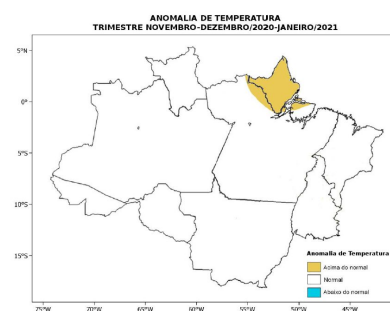 ANOMALIA DE TEMPERATURA
TRIMESTRE NOVEMBRO-DEZEMBRO/2020-JANEIRO/2021
5°N
0°
5°S
10°S
15°S
Anomalia de Temperatura
Acima do normal
Normal
Abaixo do normal
75°W
70°W
65°W
60°W
55°W
50°W
45°W